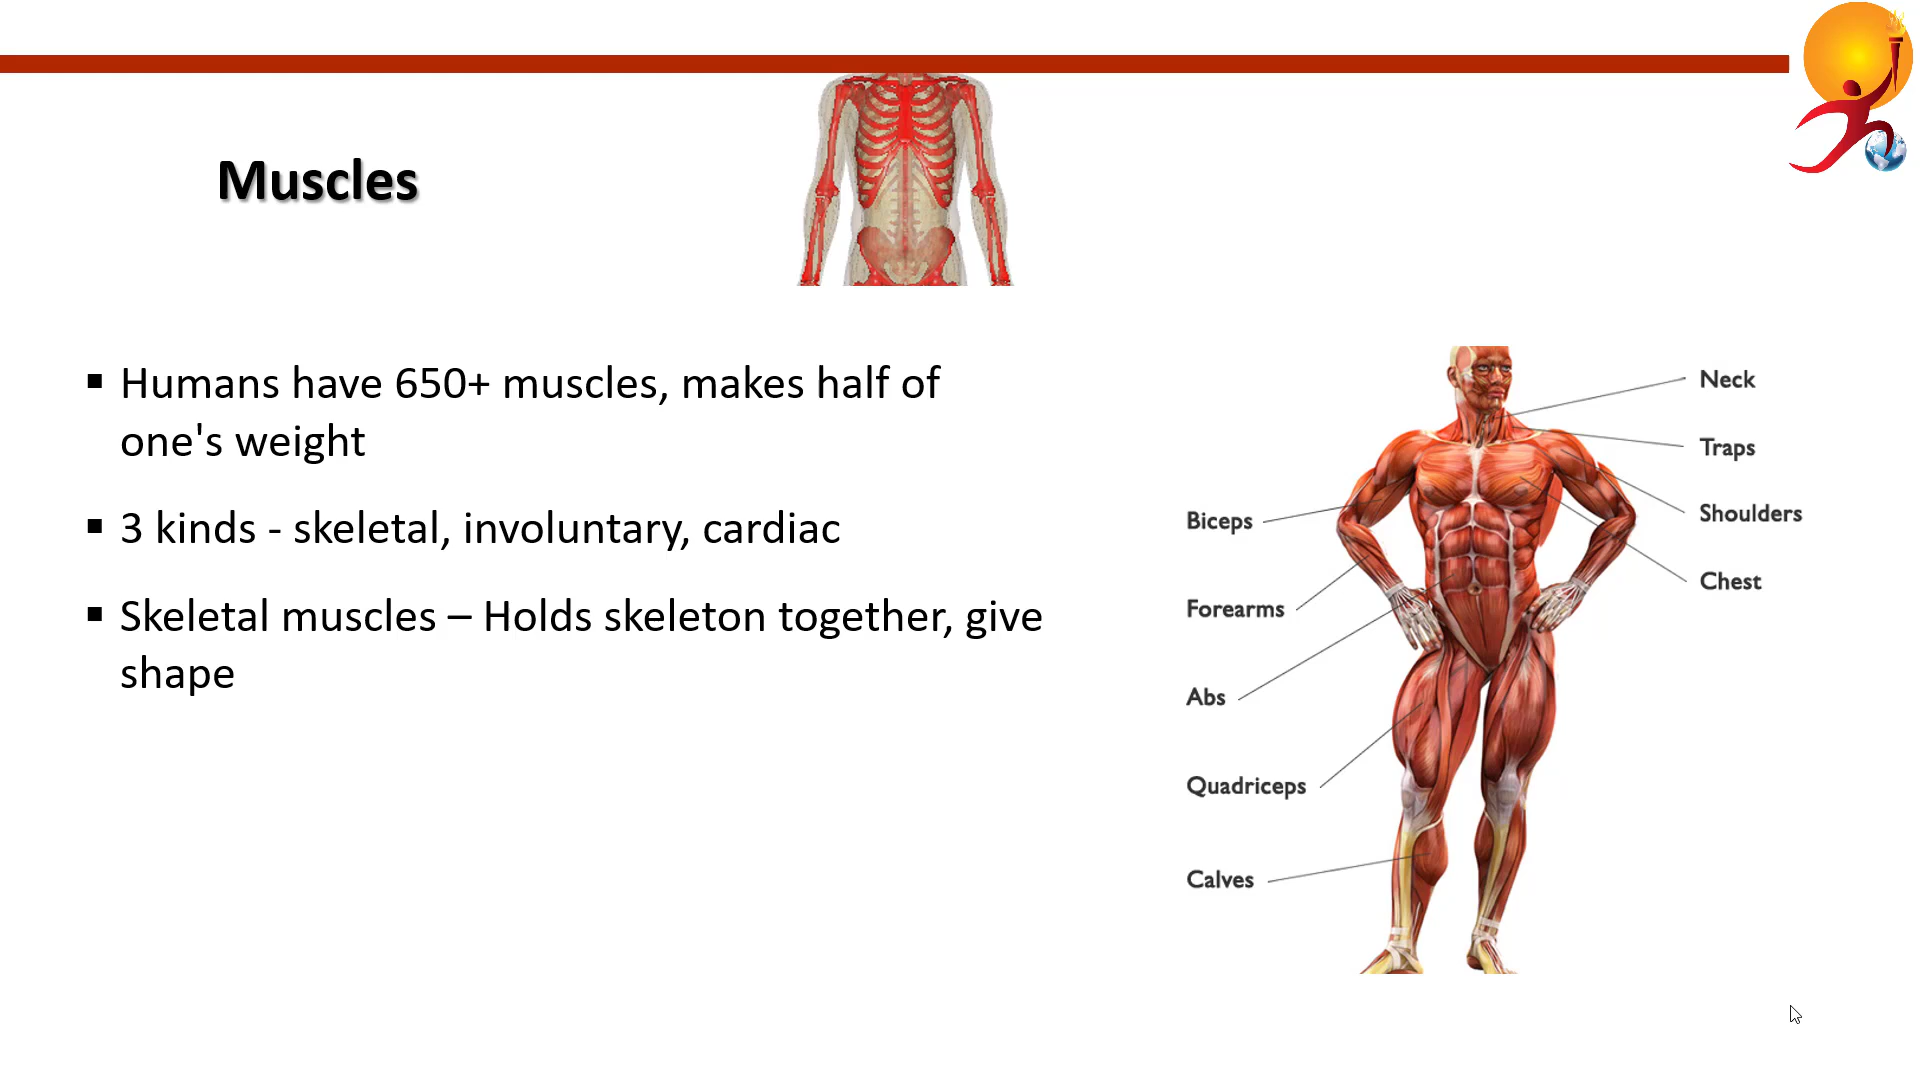 Muscles
▪ Humans have 650+ muscles, makes half of
one's weight
▪ 3 kinds - skeletal, involuntary, cardiac
▪ Skeletal muscles – Holds skeleton together, give
shape
Neck
Traps
Shoulders
Chest
Biceps
Forearms
Abs
Quadriceps
Calves